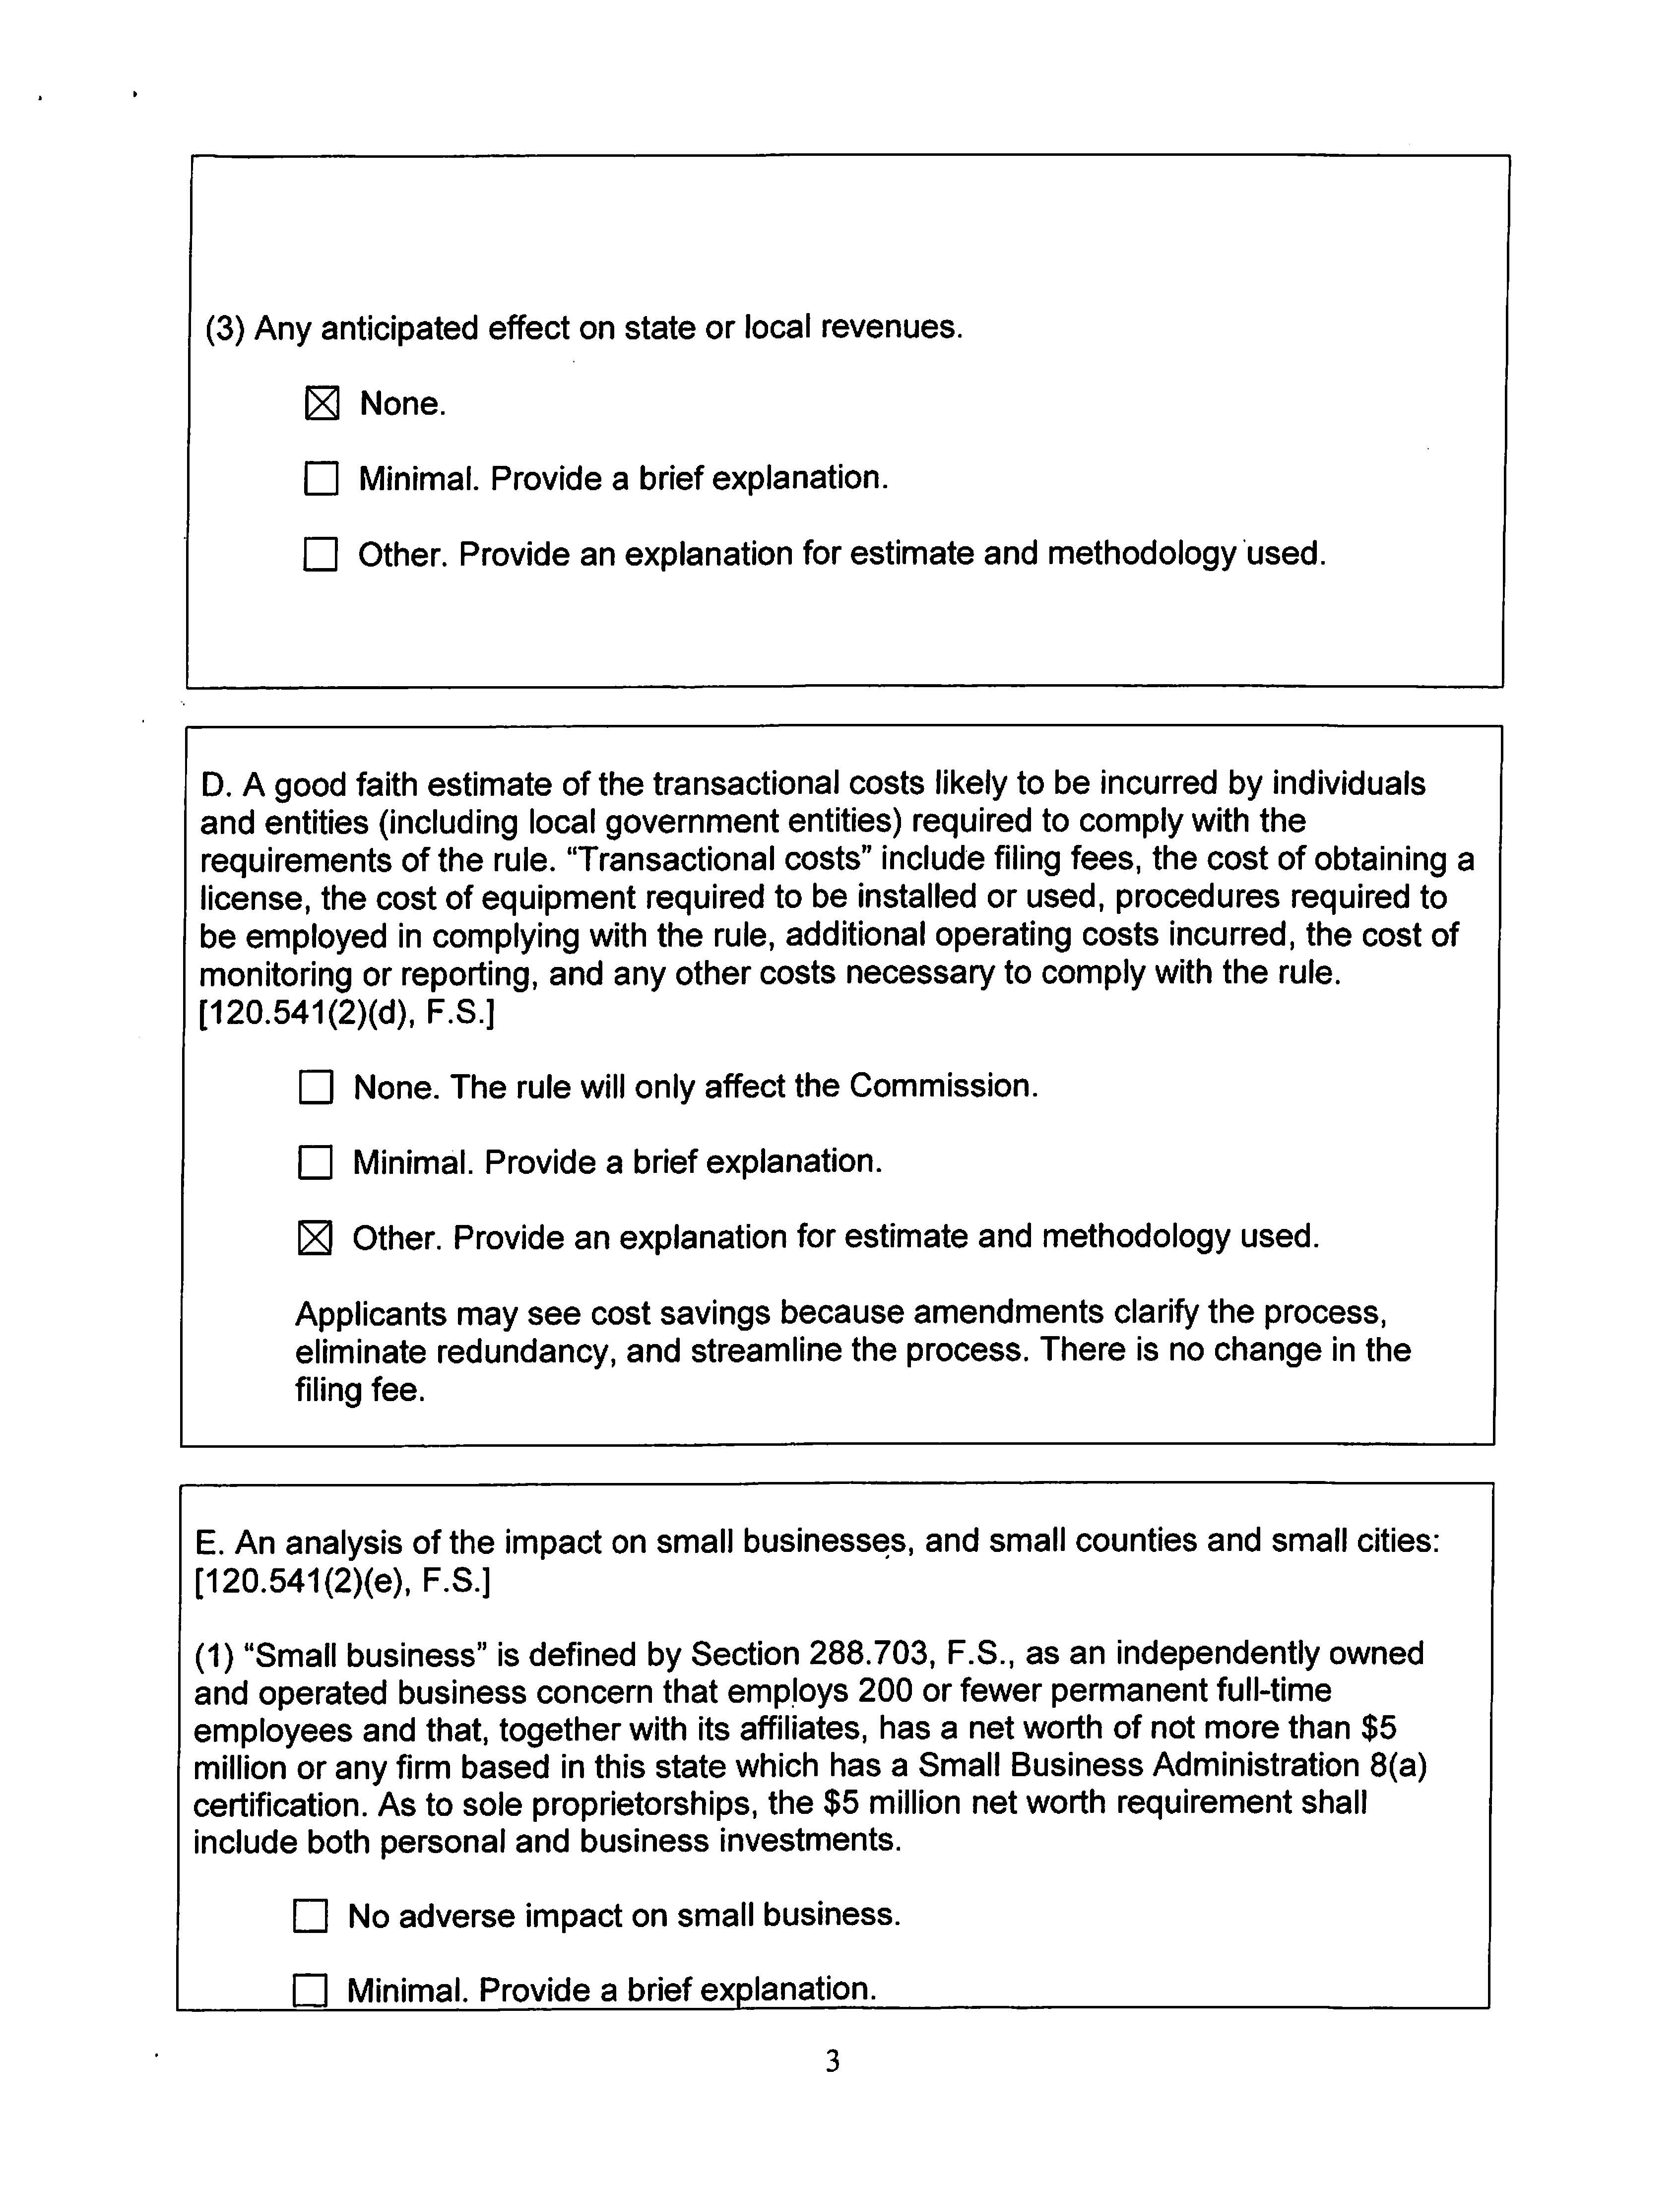 (3) Any anticipated effect on state or local revenues.
☒ None.
☐ Minimal. Provide a brief explanation.
☐ Other. Provide an explanation for estimate and methodology used.
D. A good faith estimate of the transactional costs likely to be incurred by individuals
and entities (including local government entities) required to comply with the
requirements of the rule. “Transactional costs” include filing fees, the cost of obtaining a
license, the cost of equipment required to be installed or used, procedures required to
be employed in complying with the rule, additional operating costs incurred, the cost of
monitoring or reporting, and any other costs necessary to comply with the rule.
[120.541(2)(d), F.S.]
☐ None. The rule will only affect the Commission.
☐ Minimal. Provide a brief explanation.
☒ Other. Provide an explanation for estimate and methodology used.
Applicants may see cost savings because amendments clarify the process,
eliminate redundancy, and streamline the process. There is no change in the
filing fee.
E. An analysis of the impact on small businesses, and small counties and small cities:
[120.541(2)(e), F.S.]
(1) “Small business” is defined by Section 288.703, F.S., as an independently owned
and operated business concern that employs 200 or fewer permanent full-time
employees and that, together with its affiliates, has a net worth of not more than $5
million or any firm based in this state which has a Small Business Administration 8(a)
certification. As to sole proprietorships, the $5 million net worth requirement shall
include both personal and business investments.
☐ No adverse impact on small business.
☐ Minimal. Provide a brief explanation.
3